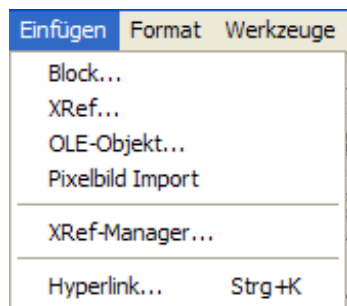 Einfügen Format Werkzeuge
Block...
XRef...
OLE-Objekt...
Pixelbild Import
XRef-Manager...
Hyperlink... Strg+K